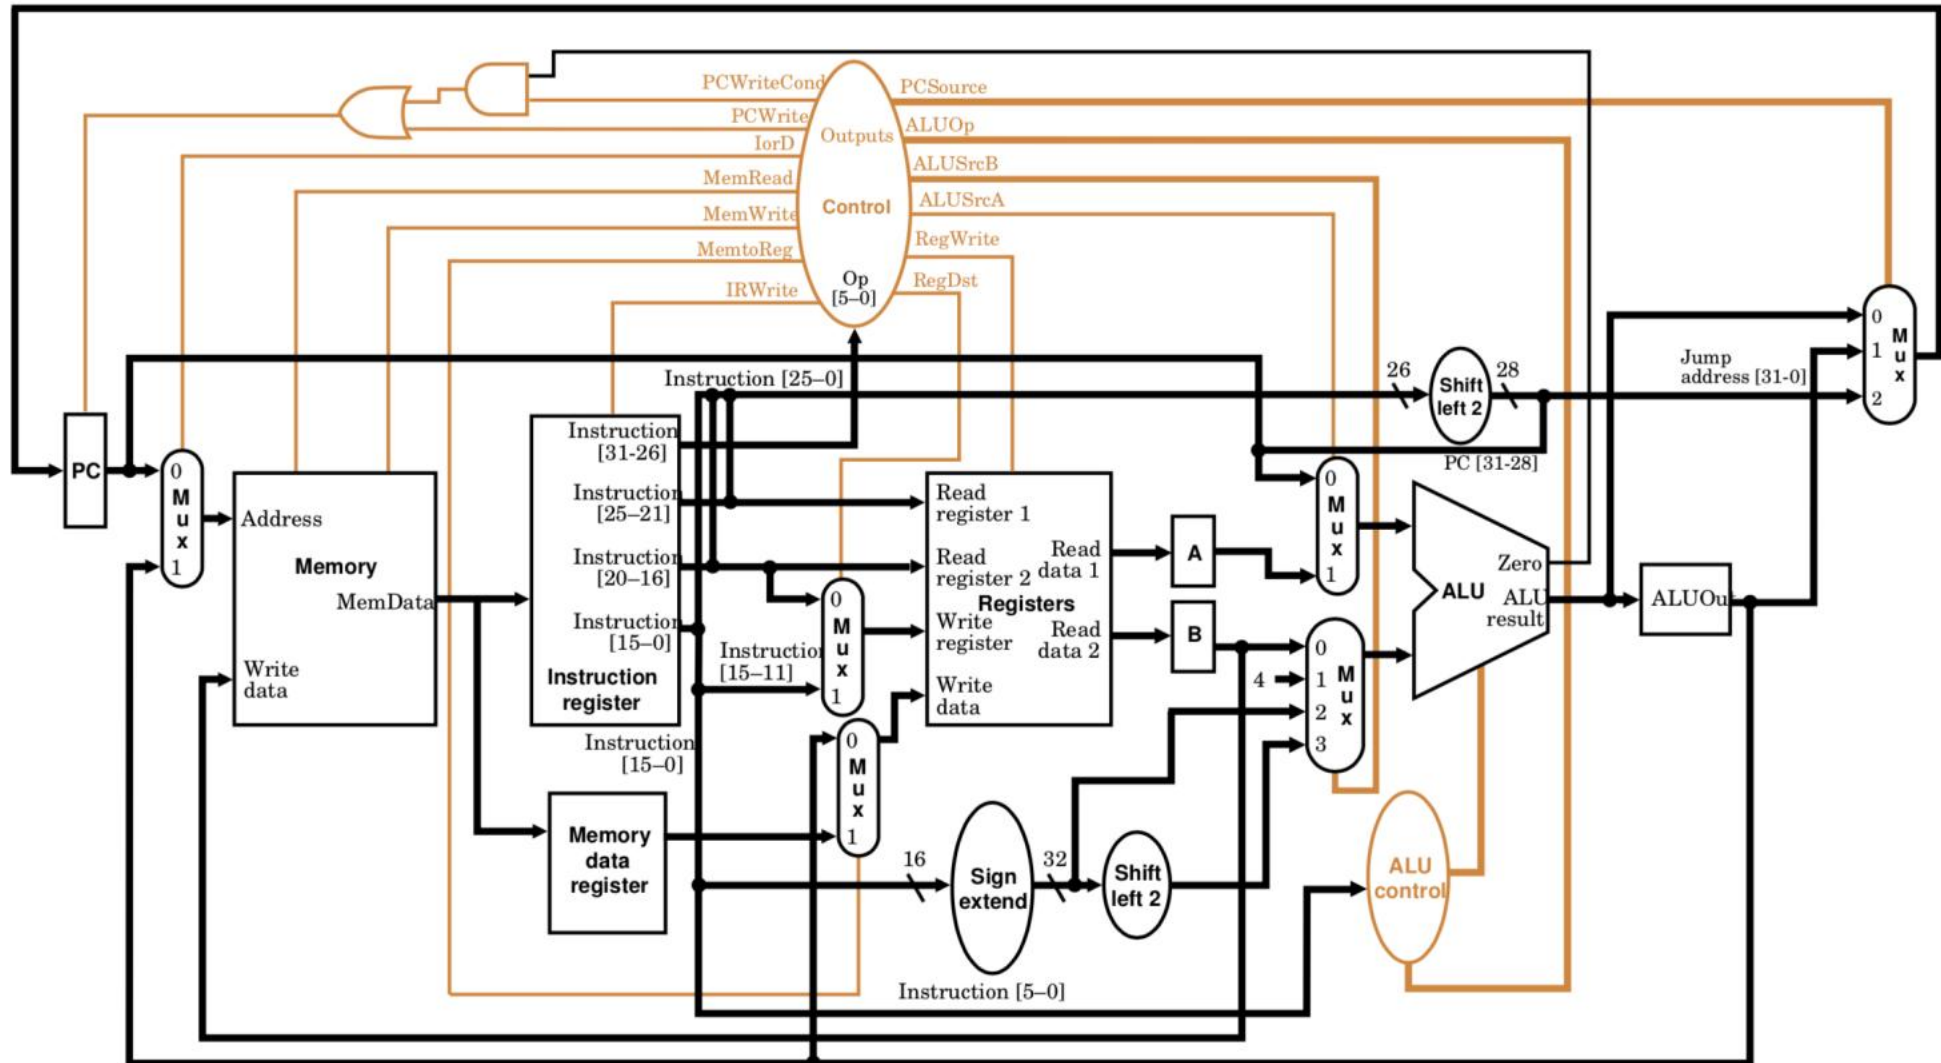 PCWriteCond
PCWrite
IorD
MemRead
MemWrite
MemtoReg
IRWrite
Outputs
Control
Op
[5–0]
PCSource
ALUOp
ALUSrcB
ALUSrcA
RegWrite
RegDst
Instruction [25–0]
26
Shift
left 2
28
Jump
address [31-0]
PC [31-28]
0
1
2
M
u
x
PC
0
M
u
x
1
Address
Memory
MemData
Write
data
Instruction
[31-26]
Instruction
[25–21]
Instruction
[20–16]
Instruction
[15–0]
Instruction
register
Instruction
[15–11]
Instruction
[15–0]
0
M
u
x
1
0
M
u
x
1
Memory
data
register
Read
register 1
Read
register 2
Registers
Write
register
Write
data
Read
data 1
Read
data 2
A
B
4
0
M
u
x
1
0
1
2
3
M
u
x
Zero
ALU
ALU
result
ALUOu
16
Sign
extend
32
Shift
left 2
ALU
control
Instruction [5–0]